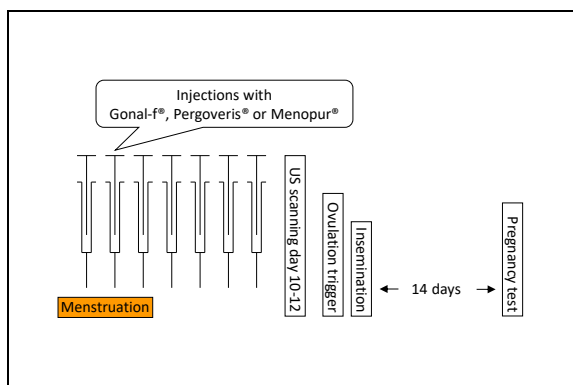 Injections with
Gonal-f®, Pergoveris® or Menopur®
US scanning day 10-12
Ovulation trigger
Insemination
14 days
Pregnancy test
Menstruation